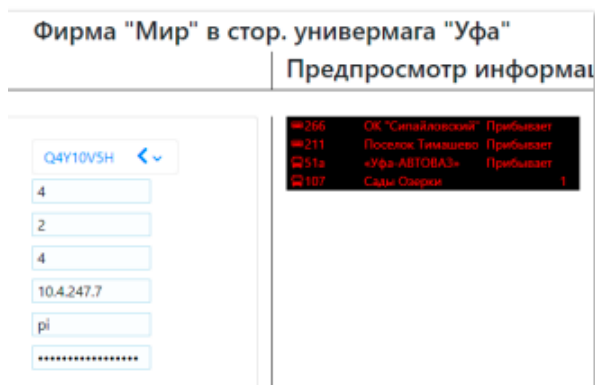 Фирма "Мир" в стор. универмага "Уфа"
Предпросмотр информац
266 ОК "Сипайловский" Прибывает
211 Поселок Тимашево Прибывает
51а «Уфа-АВТОВАЗ» Прибывает
107 Сады Озерки 1
Q4Y10V5H
4
2
4
10.4.247.7
pi
•••••••••••••••••